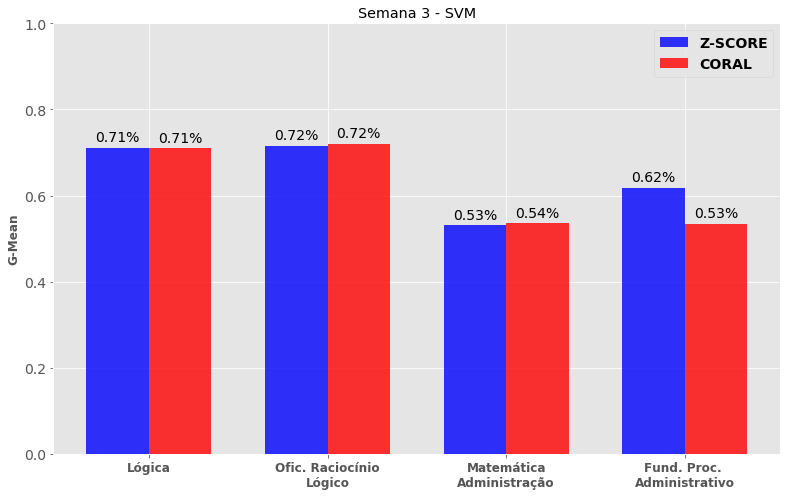 Semana 3 - SVM
Z-SCORE
CORAL
G-Mean
1.0
0.8
0.6
0.4
0.2
0.0
0.71%
0.71%
0.72%
0.72%
0.53%
0.54%
0.62%
0.53%
Lógica
Ofic. Raciocínio
Lógico
Matemática
Administração
Fund. Proc.
Administrativo